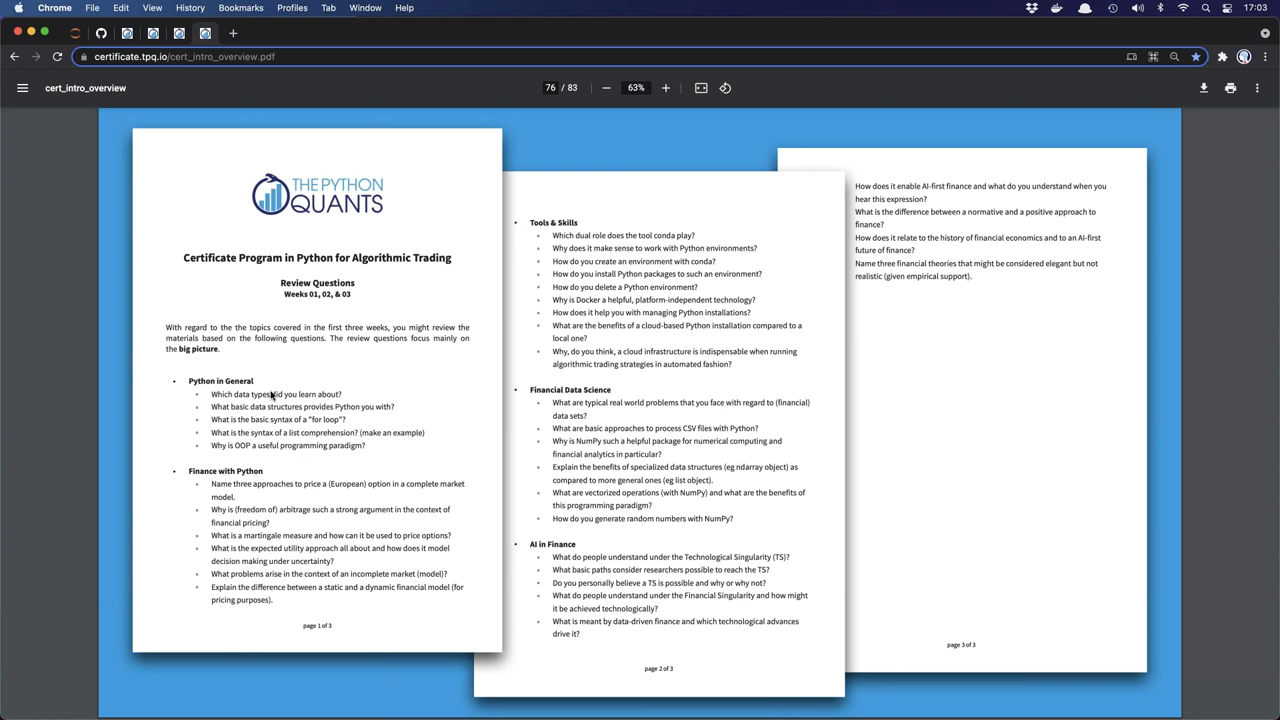 Chrome File Edit View History Bookmarks Profiles Tab Window Help 17:03
certificate.tpq.io/cert_intro_overview.pdf
cert_intro_overview 76 / 83 63%
THE PYTHON
QUANTS
Certificate Program in Python for Algorithmic Trading
Review Questions
Weeks 01, 02, & 03
With regard to the the topics covered in the first three weeks, you might review the
materials based on the following questions. The review questions focus mainly on
the big picture.
• Python in General
Which data types did you learn about?
What basic data structures provides Python you with?
What is the basic syntax of a "for loop"?
What is the syntax of a list comprehension? (make an example)
Why is OOP a useful programming paradigm?
• Finance with Python
Name three approaches to price a (European) option in a complete market
model.
Why is (freedom of) arbitrage such a strong argument in the context of
financial pricing?
What is a martingale measure and how can it be used to price options?
What is the expected utility approach all about and how does it model
decision making under uncertainty?
What problems arise in the context of an incomplete market (model)?
Explain the difference between a static and a dynamic financial model (for
pricing purposes).
page 1 of 3
• Tools & Skills
Which dual role does the tool conda play?
Why does it make sense to work with Python environments?
How do you create an environment with conda?
How do you install Python packages to such an environment?
How do you delete a Python environment?
Why is Docker a helpful, platform-independent technology?
How does it help you with managing Python installations?
What are the benefits of a cloud-based Python installation compared to a
local one?
Why, do you think, a cloud infrastructure is indispensable when running
algorithmic trading strategies in automated fashion?
• Financial Data Science
What are typical real world problems that you face with regard to (financial)
data sets?
What are basic approaches to process CSV files with Python?
Why is NumPy such a helpful package for numerical computing and
financial analytics in particular?
Explain the benefits of specialized data structures (eg ndarray object) as
compared to more general ones (eg list object).
What are vectorized operations (with NumPy) and what are the benefits of
this programming paradigm?
How do you generate random numbers with NumPy?
• AI in Finance
What do people understand under the Technological Singularity (TS)?
What basic paths consider researchers possible to reach the TS?
Do you personally believe a TS is possible and why or why not?
What do people understand under the Financial Singularity and how might
it be achieved technologically?
What is meant by data-driven finance and which technological advances
drive it?
page 2 of 3
How does it enable AI-first finance and what do you understand when you
hear this expression?
What is the difference between a normative and a positive approach to
finance?
How does it relate to the history of financial economics and to an AI-first
future of finance?
Name three financial theories that might be considered elegant but not
realistic (given empirical support).
page 3 of 3